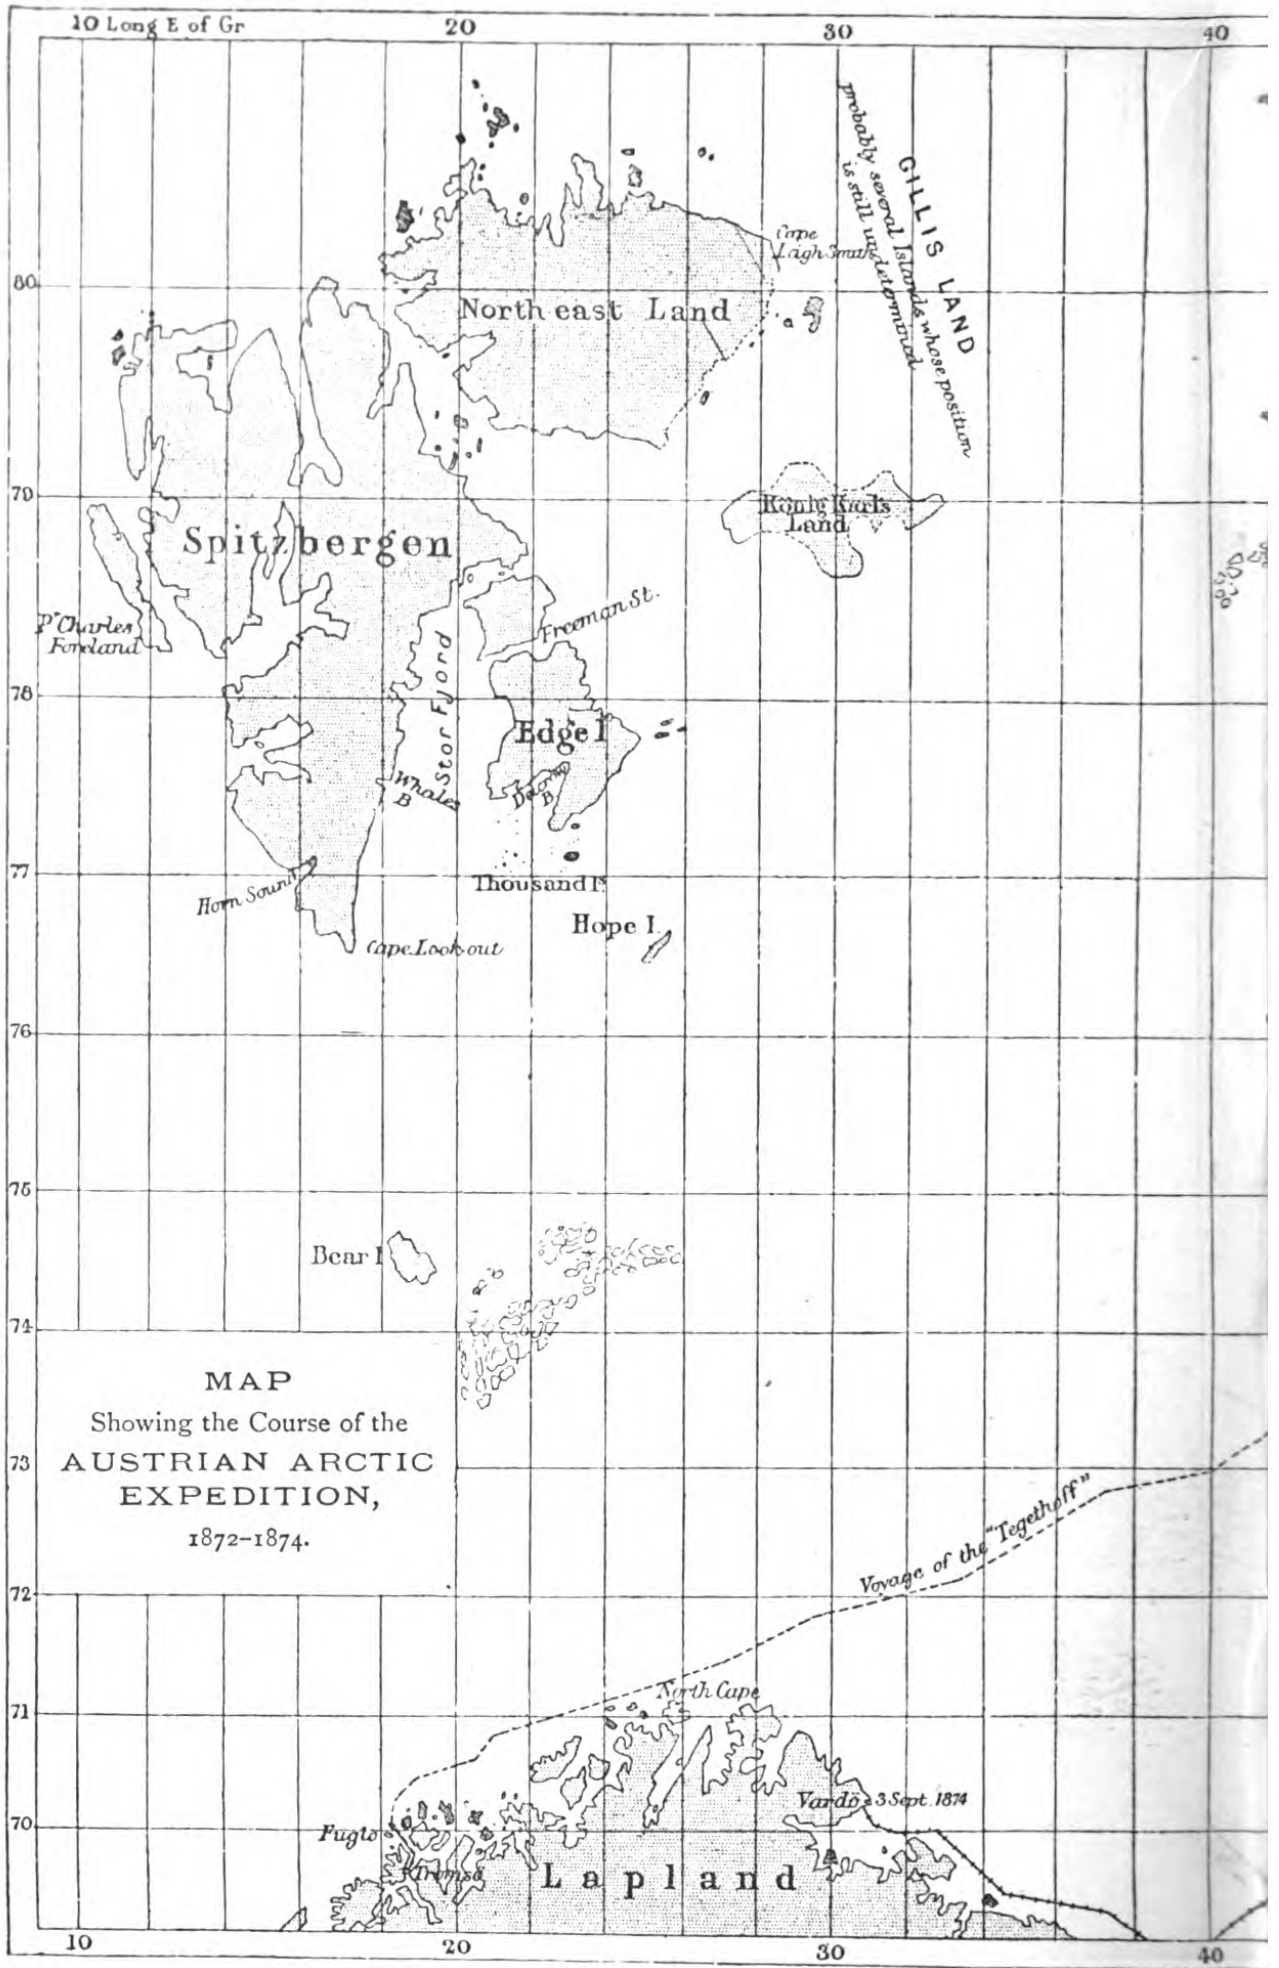 10 Long E of Gr
20
30
40
GILLIS LAND
probably several Islands whose position
is still undetermined
Cape
Leigh Smith
80
North east Land
79
König Karls
Land
Spitzbergen
Pr. Charles
Foreland
Freeman St.
Stor Fjord
78
Edge I
Whales
B
B.
77
Thousand Is.
Horn Sound
Hope I.
Cape Look-out
76
75
Bear I
74
MAP
Showing the Course of the
AUSTRIAN ARCTIC
EXPEDITION,
1872–1874.
73
Voyage of the "Tegethoff"
72
North Cape
71
Vardö 3 Sept. 1874
70
Fuglö
Tromsö
Lapland
10
20
30
40